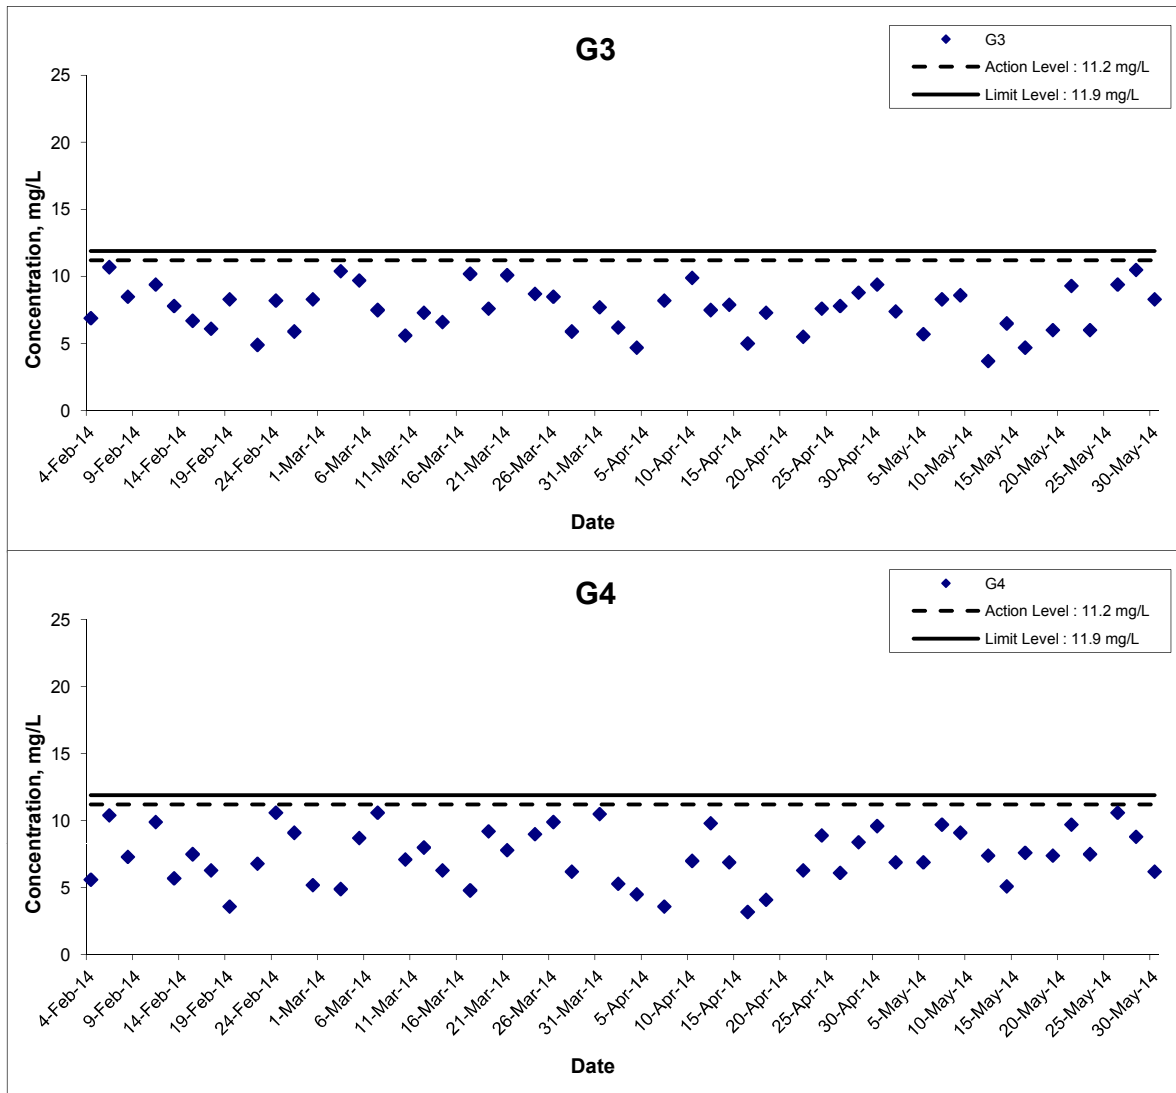 G3
G3
Action Level : 11.2 mg/L
Limit Level : 11.9 mg/L
Concentration, mg/L
25
20
15
10
5
0
4-Feb-14
9-Feb-14
14-Feb-14
19-Feb-14
24-Feb-14
1-Mar-14
6-Mar-14
11-Mar-14
16-Mar-14
21-Mar-14
26-Mar-14
31-Mar-14
5-Apr-14
10-Apr-14
15-Apr-14
20-Apr-14
25-Apr-14
30-Apr-14
5-May-14
10-May-14
15-May-14
20-May-14
25-May-14
30-May-14
Date
G4
G4
Action Level : 11.2 mg/L
Limit Level : 11.9 mg/L
Concentration, mg/L
25
20
15
10
5
0
4-Feb-14
9-Feb-14
14-Feb-14
19-Feb-14
24-Feb-14
1-Mar-14
6-Mar-14
11-Mar-14
16-Mar-14
21-Mar-14
26-Mar-14
31-Mar-14
5-Apr-14
10-Apr-14
15-Apr-14
20-Apr-14
25-Apr-14
30-Apr-14
5-May-14
10-May-14
15-May-14
20-May-14
25-May-14
30-May-14
Date